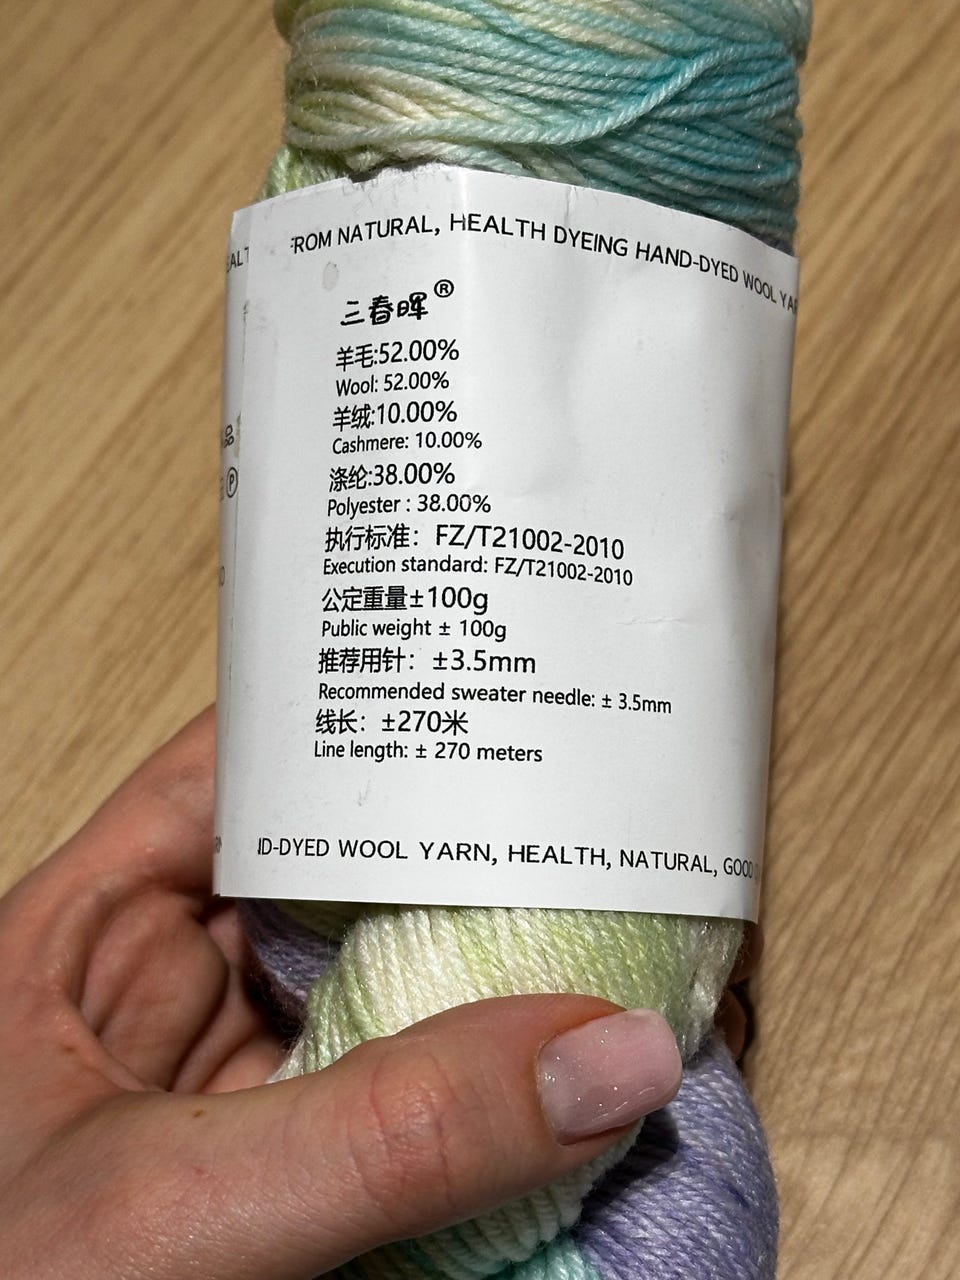 ROM NATURAL, HEALTH DYEING HAND-DYED WOOL YAR
三春晖®
羊毛:52.00%
Wool: 52.00%
羊绒:10.00%
Cashmere: 10.00%
涤纶:38.00%
Polyester : 38.00%
执行标准: FZ/T21002-2010
Execution standard: FZ/T21002-2010
公定重量±100g
Public weight ± 100g
推荐用针: ±3.5mm
Recommended sweater needle: ± 3.5mm
线长: ±270米
Line length: ± 270 meters
D-DYED WOOL YARN, HEALTH, NATURAL, GOOD